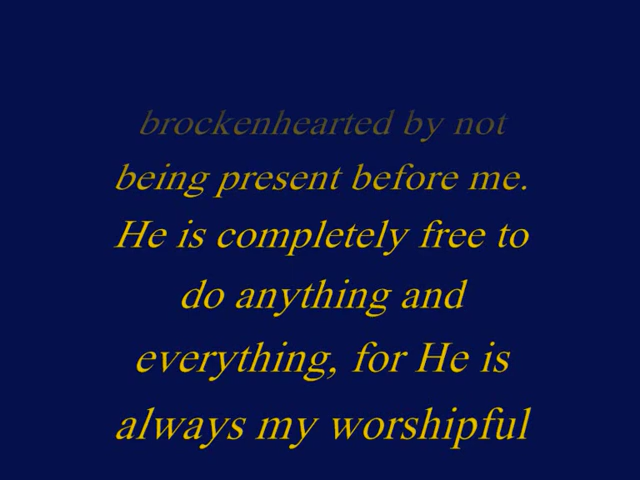 brockenhearted by not
being present before me.
He is completely free to
do anything and
everything, for He is
always my worshipful